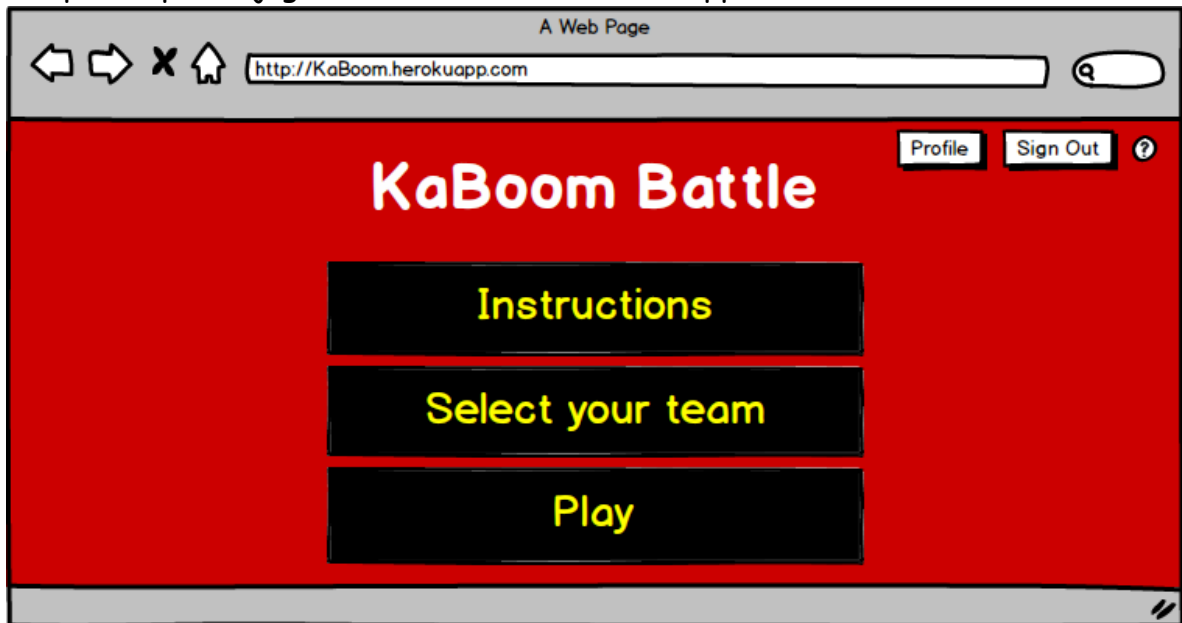 A Web Page
http://KaBoom.herokuapp.com
Profile Sign Out ?
KaBoom Battle
Instructions
Select your team
Play